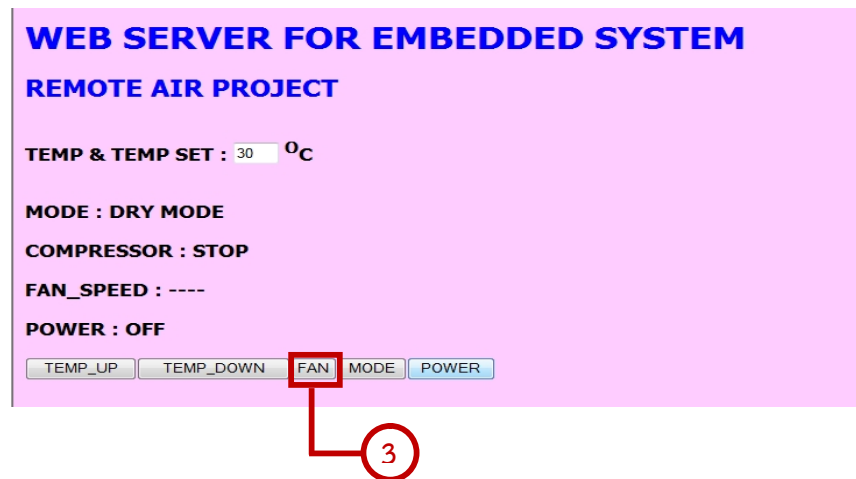 WEB SERVER FOR EMBEDDED SYSTEM
REMOTE AIR PROJECT
TEMP & TEMP SET : 30 OC
MODE : DRY MODE
COMPRESSOR : STOP
FAN_SPEED : ----
POWER : OFF
TEMP_UP TEMP_DOWN FAN MODE POWER
3